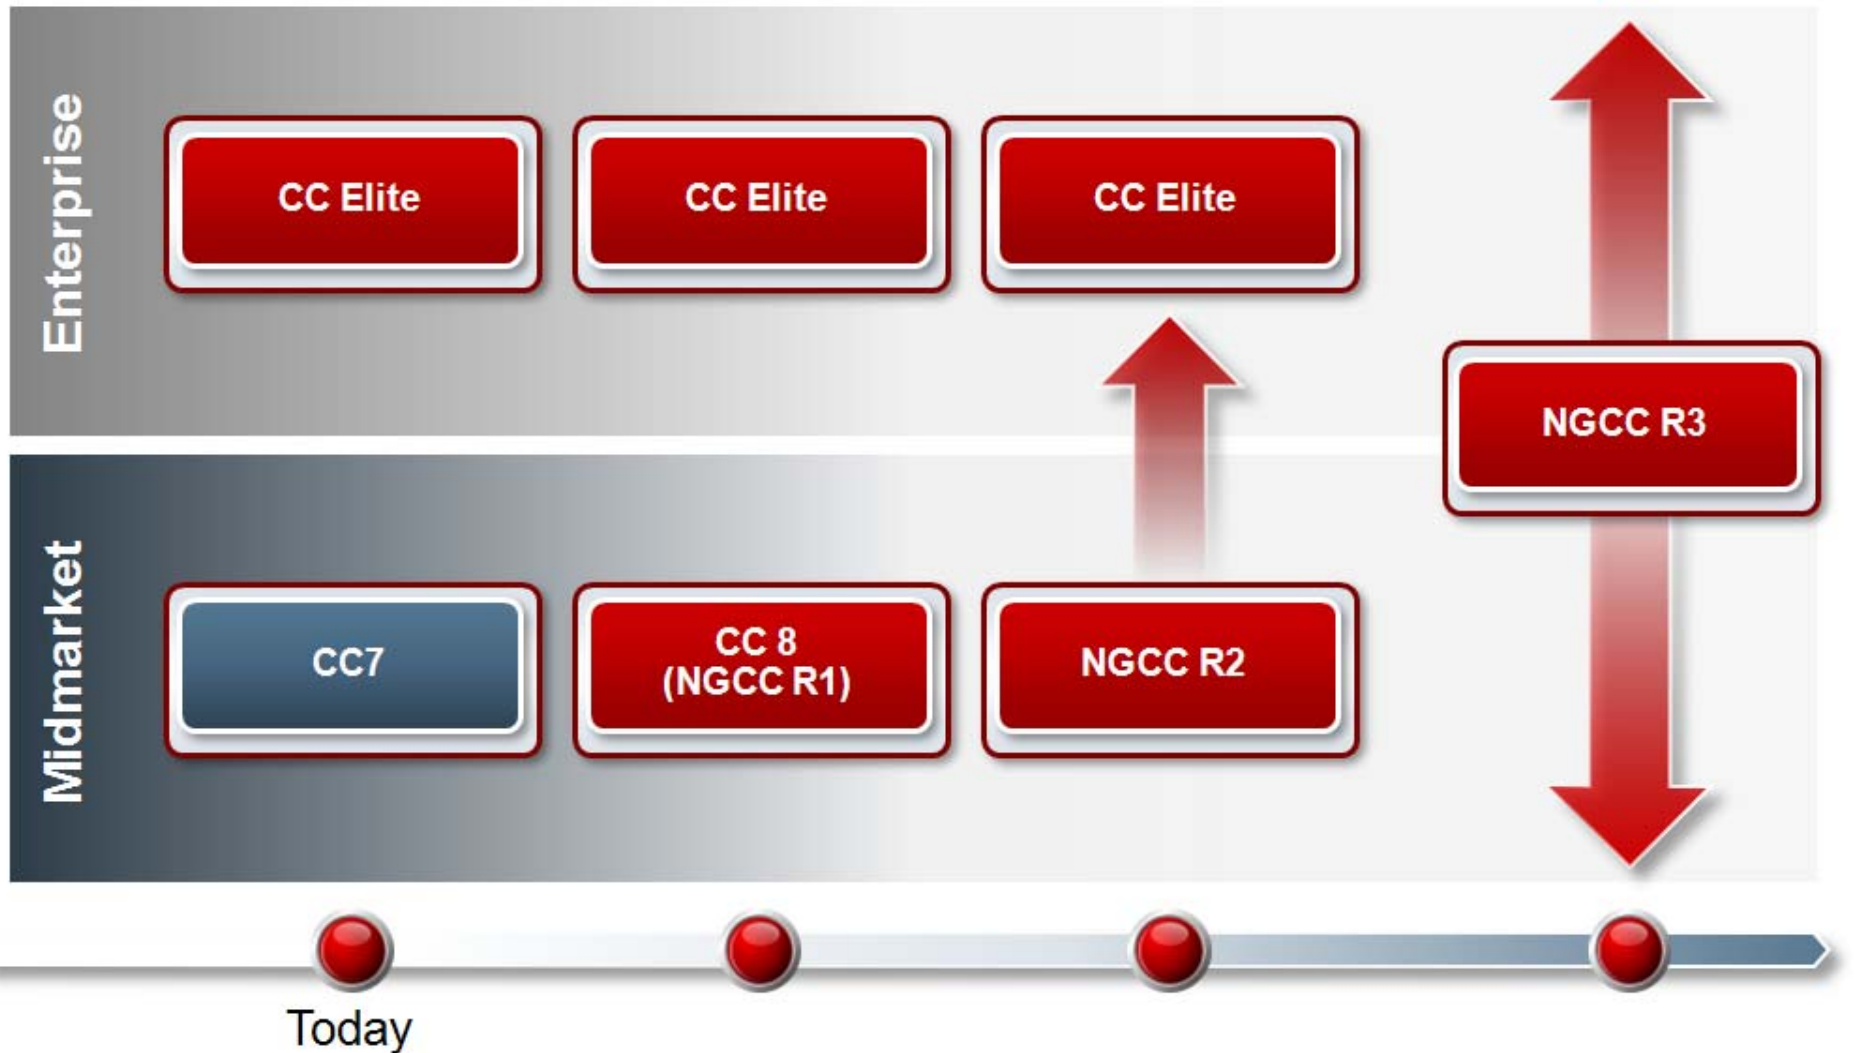 Enterprise
CC Elite
CC Elite
CC Elite
NGCC R3
Midmarket
CC7
CC 8
(NGCC R1)
NGCC R2
Today